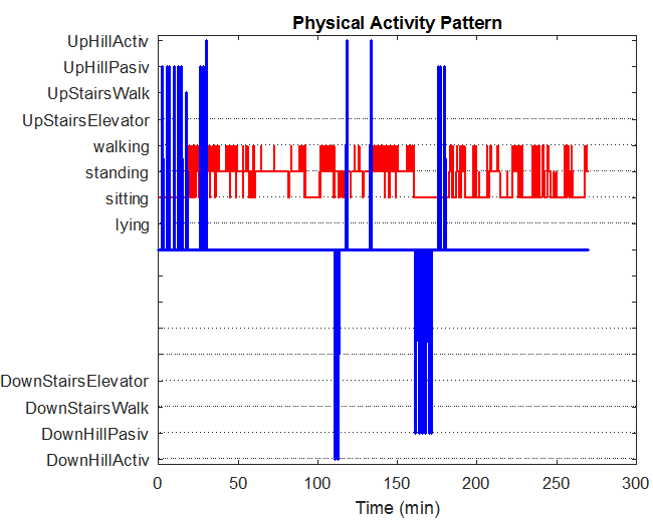 Physical Activity Pattern
UpHillActiv
UpHillPasiv
UpStairsWalk
UpStairsElevator
walking
standing
sitting
lying
DownStairsElevator
DownStairsWalk
DownHillPasiv
DownHillActiv
0 50 100 150 200 250 300
Time (min)